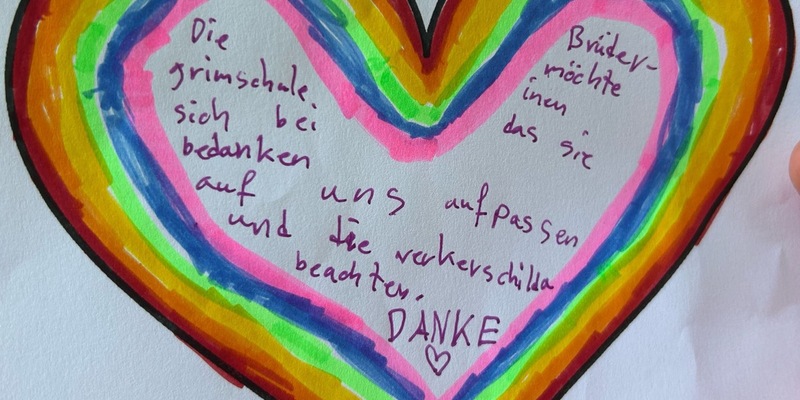 Die Brüder-
grimschule möchte
sich bei inen
bedanken das sie
auf uns aufpassen
und die verkerschilda
beachten.
DANKE
♡